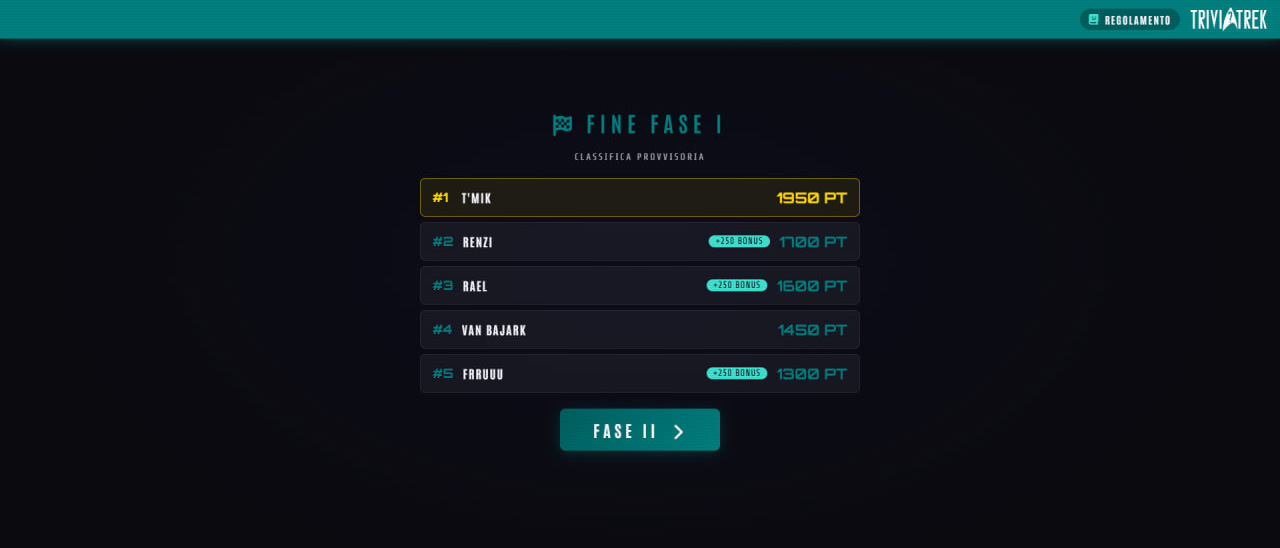 REGOLAMENTO
TRIVIATREK
FINE FASE I
CLASSIFICA PROVVISORIA
#1 T'MIK 1950 PT
#2 RENZI +250 BONUS 1700 PT
#3 RAEL +250 BONUS 1600 PT
#4 VAN BAJARK 1450 PT
#5 FRRUUU +250 BONUS 1300 PT
FASE II